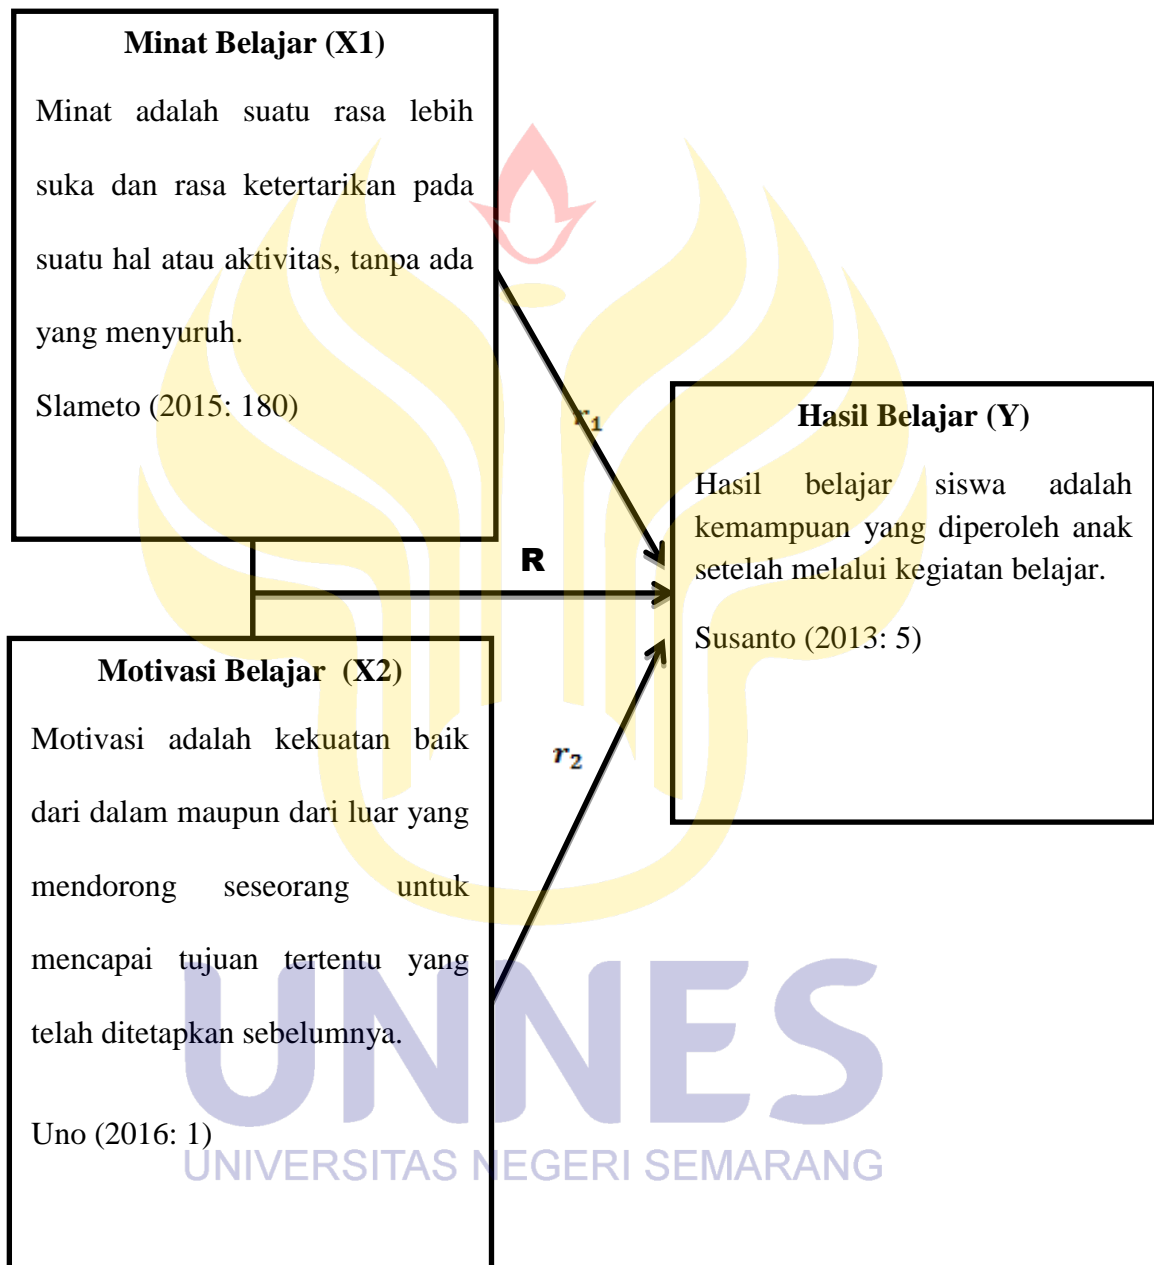 Minat Belajar (X1)
Minat adalah suatu rasa lebih
suka dan rasa ketertarikan pada
suatu hal atau aktivitas, tanpa ada
yang menyuruh.
Slameto (2015: 180)
r₁
Hasil Belajar (Y)
Hasil belajar siswa adalah
kemampuan yang diperoleh anak
setelah melalui kegiatan belajar.
Susanto (2013: 5)
R
Motivasi Belajar (X2)
Motivasi adalah kekuatan baik
dari dalam maupun dari luar yang
mendorong seseorang untuk
mencapai tujuan tertentu yang
telah ditetapkan sebelumnya.
Uno (2016: 1)
r₂
UNNES
UNIVERSITAS NEGERI SEMARANG